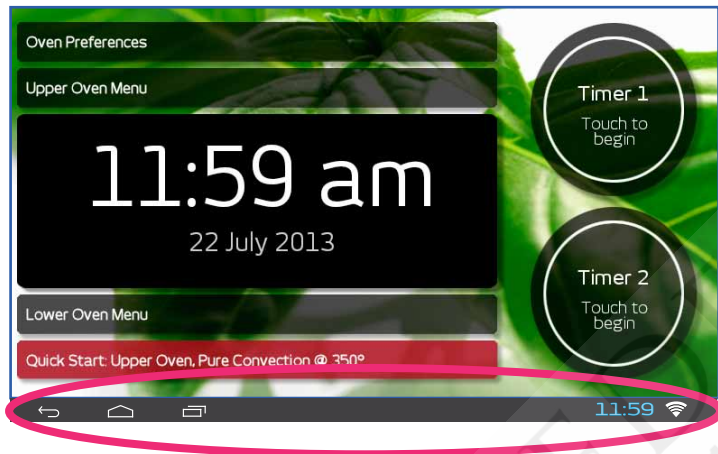 Oven Preferences
Upper Oven Menu
11:59 am
22 July 2013
Lower Oven Menu
Quick Start: Upper Oven, Pure Convection @ 350°
Timer 1
Touch to
begin
Timer 2
Touch to
begin
11:59